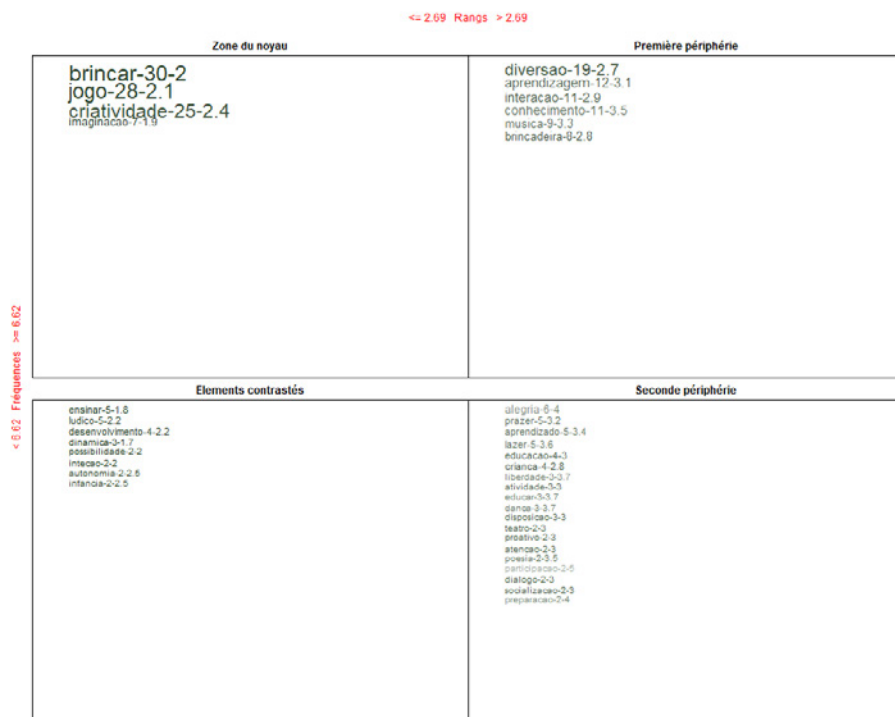 <= 2.69 Rangs > 2.69
Zone du noyau
brincar-30-2
jogo-28-2.1
criatividade-25-2.4
imaginacao-7-1.9
Première périphérie
diversao-19-2.7
aprendizagem-12-3.1
interacao-11-2.9
conhecimento-11-3.5
musica-9-3.3
brincadeira-8-2.8
< 6.62 Fréquences >= 6.62
Elements contrastés
ensinar-5-1.8
ludico-5-2.2
desenvolvimento-4-2.2
dinamica-3-1.7
possibilidade-2-2
intecao-2-2
autonomia-2-2.5
infancia-2-2.5
Seconde périphérie
alegria-6-4
prazer-5-3.2
aprendizado-5-3.4
lazer-5-3.6
educacao-4-3
crianca-4-2.8
liberdade-3-3.7
atividade-3-3
educar-3-3.7
danca-3-3.7
disposicao-3-3
teatro-2-3
proativo-2-3
atencao-2-3
poesia-2-3.5
participacao-2-5
dialogo-2-3
socializacao-2-3
preparacao-2-4